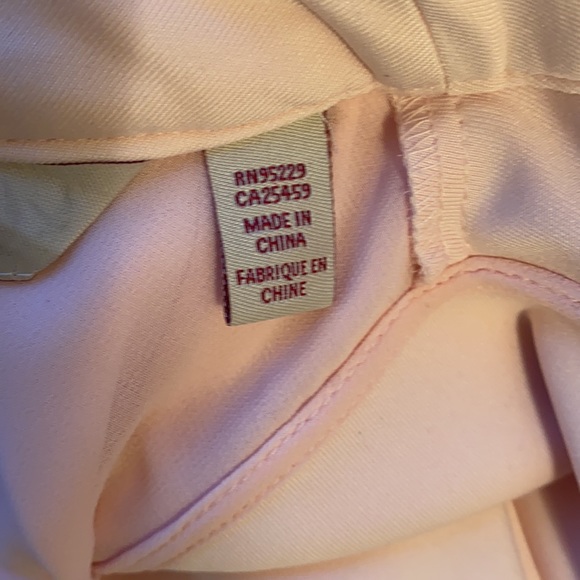 RN95229
CA25459
MADE IN
CHINA
FABRIQUE EN
CHINE